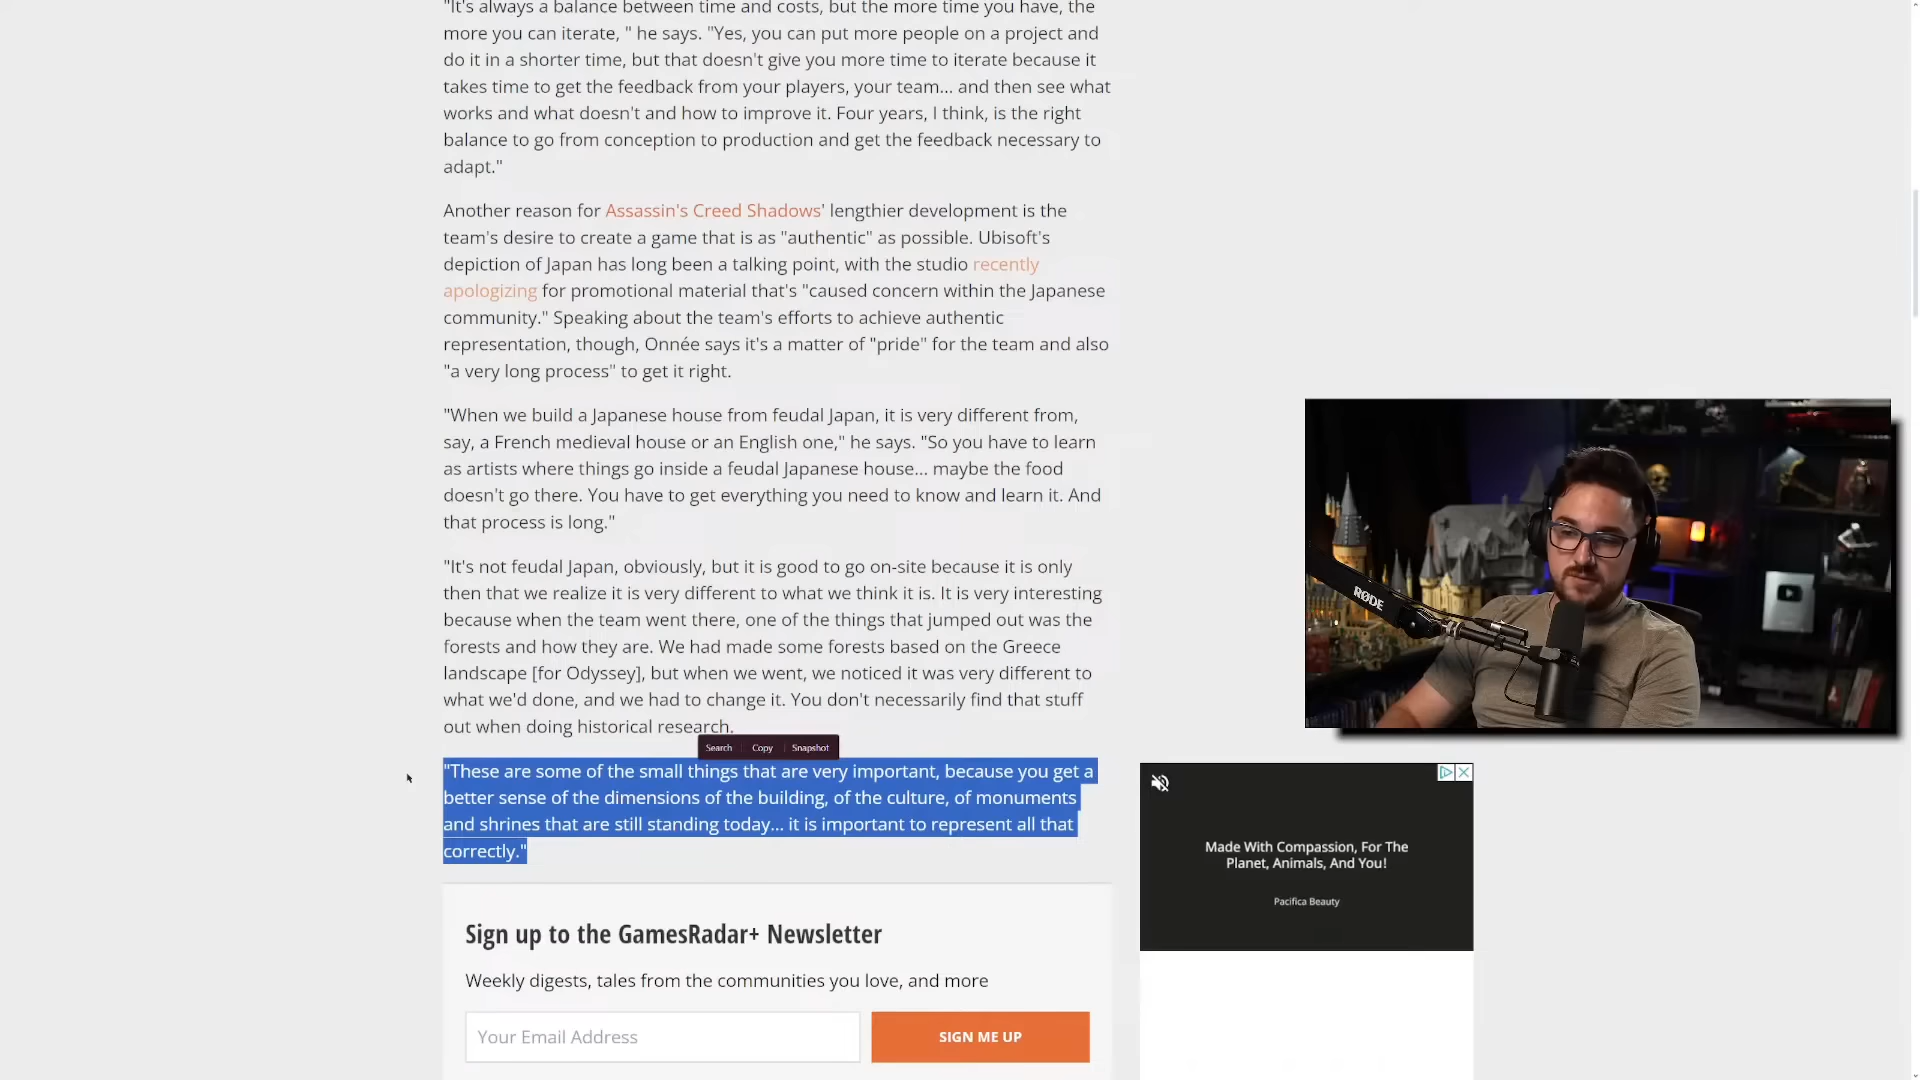 "It's always a balance between time and costs, but the more time you have, the
more you can iterate, " he says. "Yes, you can put more people on a project and
do it in a shorter time, but that doesn't give you more time to iterate because it
takes time to get the feedback from your players, your team... and then see what
works and what doesn't and how to improve it. Four years, I think, is the right
balance to go from conception to production and get the feedback necessary to
adapt."
Another reason for Assassin's Creed Shadows' lengthier development is the
team's desire to create a game that is as "authentic" as possible. Ubisoft's
depiction of Japan has long been a talking point, with the studio recently
apologizing for promotional material that's "caused concern within the Japanese
community." Speaking about the team's efforts to achieve authentic
representation, though, Onnée says it's a matter of "pride" for the team and also
"a very long process" to get it right.
"When we build a Japanese house from feudal Japan, it is very different from,
say, a French medieval house or an English one," he says. "So you have to learn
as artists where things go inside a feudal Japanese house... maybe the food
doesn't go there. You have to get everything you need to know and learn it. And
that process is long."
"It's not feudal Japan, obviously, but it is good to go on-site because it is only
then that we realize it is very different to what we think it is. It is very interesting
because when the team went there, one of the things that jumped out was the
forests and how they are. We had made some forests based on the Greece
landscape [for Odyssey], but when we went, we noticed it was very different to
what we'd done, and we had to change it. You don't necessarily find that stuff
out when doing historical research.
Search Copy Snapshot
"These are some of the small things that are very important, because you get a
better sense of the dimensions of the building, of the culture, of monuments
and shrines that are still standing today... it is important to represent all that
correctly."
Sign up to the GamesRadar+ Newsletter
Weekly digests, tales from the communities you love, and more
Your Email Address
SIGN ME UP
RØDE
Made With Compassion, For The
Planet, Animals, And You!
Pacifica Beauty